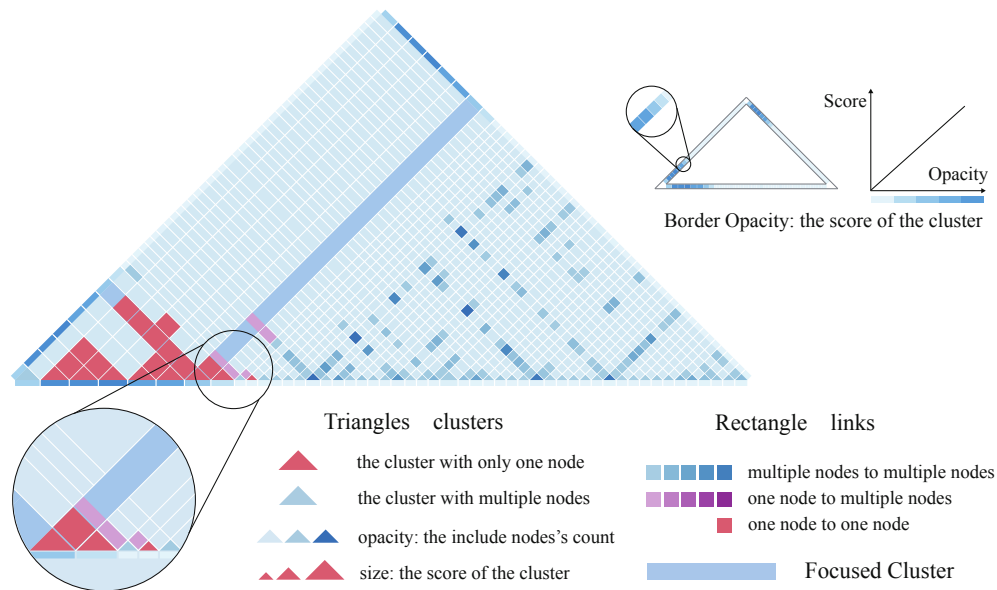 Score
Opacity
Border Opacity: the score of the cluster
Triangles clusters
the cluster with only one node
the cluster with multiple nodes
opacity: the include nodes's count
size: the score of the cluster
Rectangle links
multiple nodes to multiple nodes
one node to multiple nodes
one node to one node
Focused Cluster